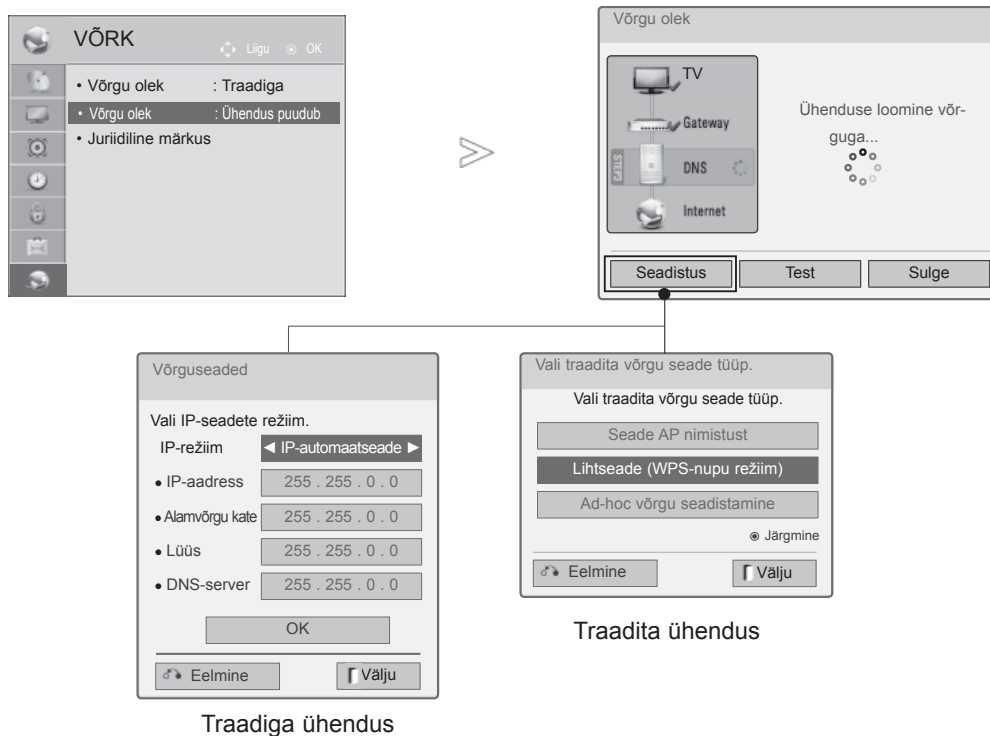 VÕRK
Liigu OK
• Võrgu olek : Traadiga
• Võrgu olek : Ühendus puudub
• Juriidiline märkus
Võrgu olek
TV
Gateway
STEP3
DNS
Internet
Ühenduse loomine võr-
guga...
Seadistus Test Sulge
Võrguseaded
Vali IP-seadete režiim.
IP-režiim ◄ IP-automaatseade ►
• IP-aadress 255 . 255 . 0 . 0
• Alamvõrgu kate 255 . 255 . 0 . 0
• Lüüs 255 . 255 . 0 . 0
• DNS-server 255 . 255 . 0 . 0
OK
Eelmine Välju
Traadiga ühendus
Vali traadita võrgu seade tüüp.
Vali traadita võrgu seade tüüp.
Seade AP nimistust
Lihtseade (WPS-nupu režiim)
Ad-hoc võrgu seadistamine
Järgmine
Eelmine Välju
Traadita ühendus